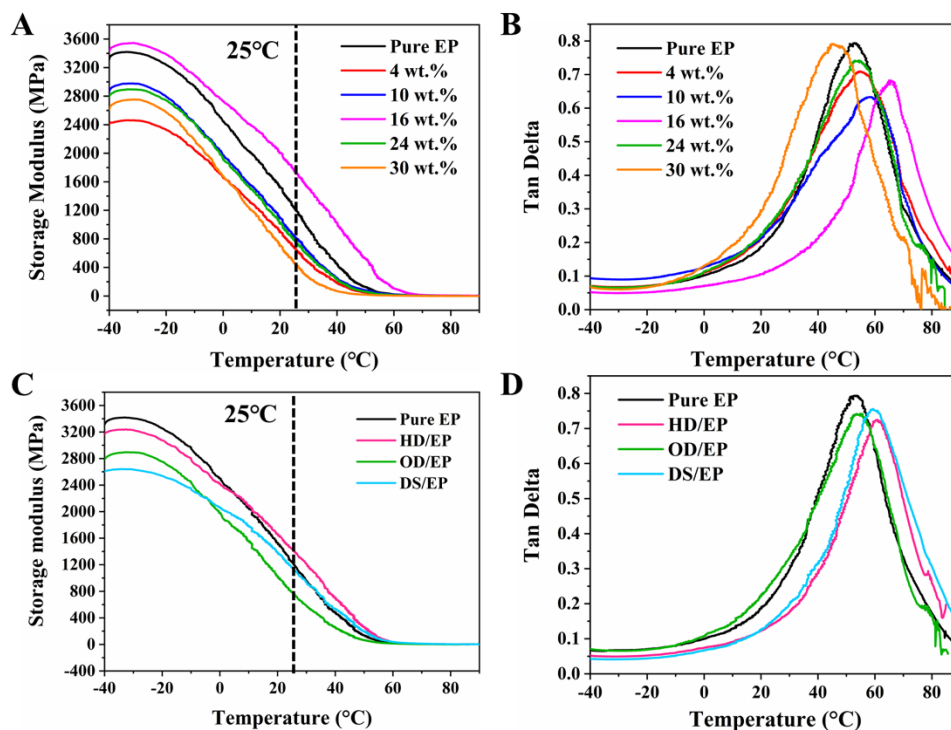 A
25°C
Pure EP
4 wt.%
10 wt.%
16 wt.%
24 wt.%
30 wt.%
Storage Modulus (MPa)
3600
3000
2400
1800
1200
600
0
-40 -20 0 20 40 60 80
Temperature (°C)
B
Pure EP
4 wt.%
10 wt.%
16 wt.%
24 wt.%
30 wt.%
Tan Delta
0.8
0.7
0.6
0.5
0.4
0.3
0.2
0.1
0.0
-40 -20 0 20 40 60 80
Temperature (°C)
C
25°C
Pure EP
HD/EP
OD/EP
DS/EP
Storage modulus (MPa)
3600
3200
2800
2400
2000
1600
1200
800
400
0
-400
-40 -20 0 20 40 60 80
Temperature (°C)
D
Pure EP
HD/EP
OD/EP
DS/EP
Tan Delta
0.8
0.7
0.6
0.5
0.4
0.3
0.2
0.1
0.0
-40 -20 0 20 40 60 80
Temperature (°C)